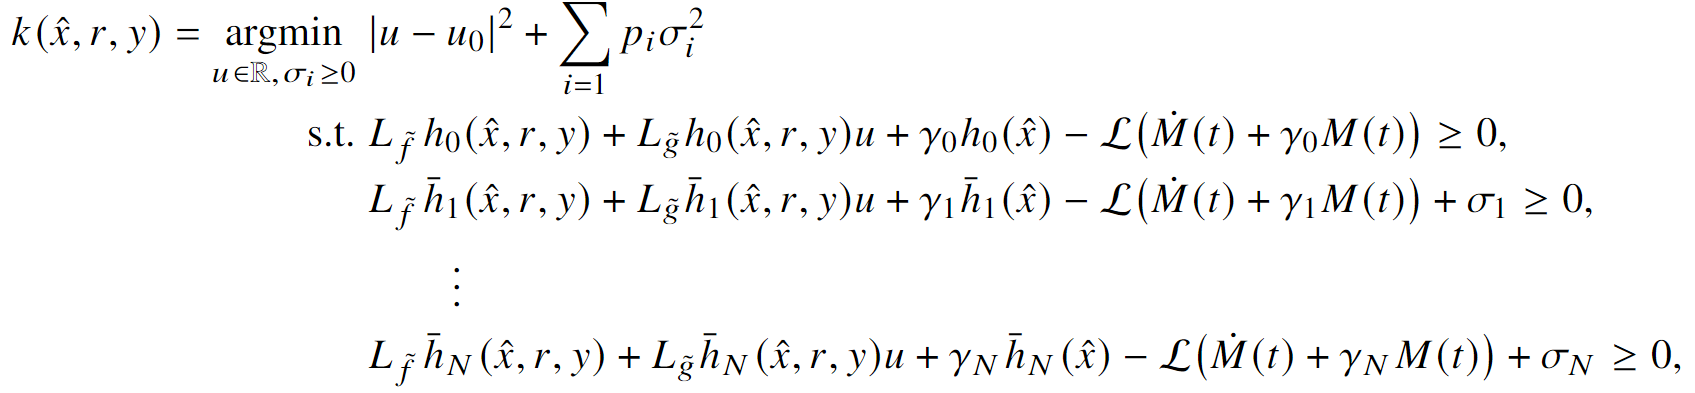 k(x̂, r, y) = argmin_{u∈ℝ, σ_i≥0} |u − u_0|^2 + ∑_{i=1} p_i σ_i^2
s.t. L_{f̃} h_0(x̂, r, y) + L_{g̃} h_0(x̂, r, y)u + γ_0 h_0(x̂) − ℒ(Ṁ(t) + γ_0 M(t)) ≥ 0,
L_{f̃} h̄_1(x̂, r, y) + L_{g̃} h̄_1(x̂, r, y)u + γ_1 h̄_1(x̂) − ℒ(Ṁ(t) + γ_1 M(t)) + σ_1 ≥ 0,
⋮
L_{f̃} h̄_N(x̂, r, y) + L_{g̃} h̄_N(x̂, r, y)u + γ_N h̄_N(x̂) − ℒ(Ṁ(t) + γ_N M(t)) + σ_N ≥ 0,